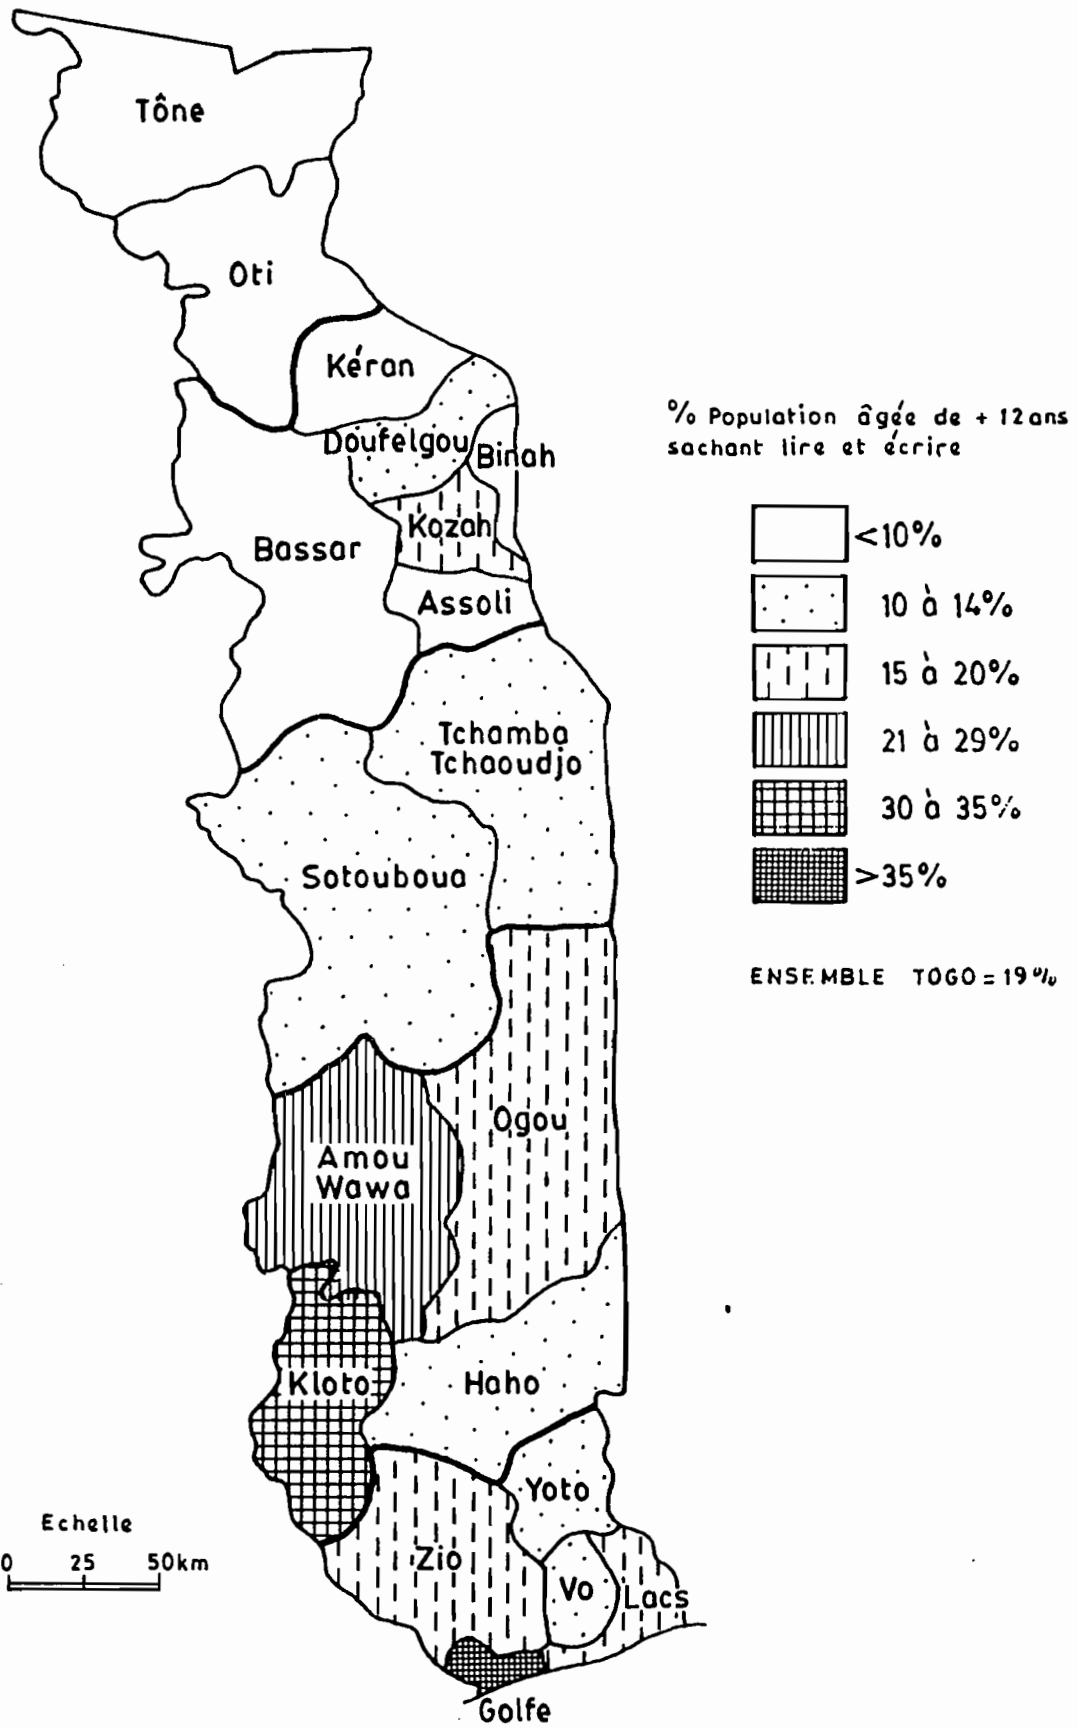 Tône
Oti
Kéran
Doufelgou
Binah
Kozah
Bassar
Assoli
Tchamba
Tchaoudjo
Sotouboua
Ogou
Amou
Wawa
Kloto
Haho
Yoto
Zio
Vo
Lacs
Golfe
% Population âgée de + 12 ans
sachant lire et écrire
<10%
10 à 14%
15 à 20%
21 à 29%
30 à 35%
>35%
ENSEMBLE TOGO = 19%
Echelle
0 25 50km